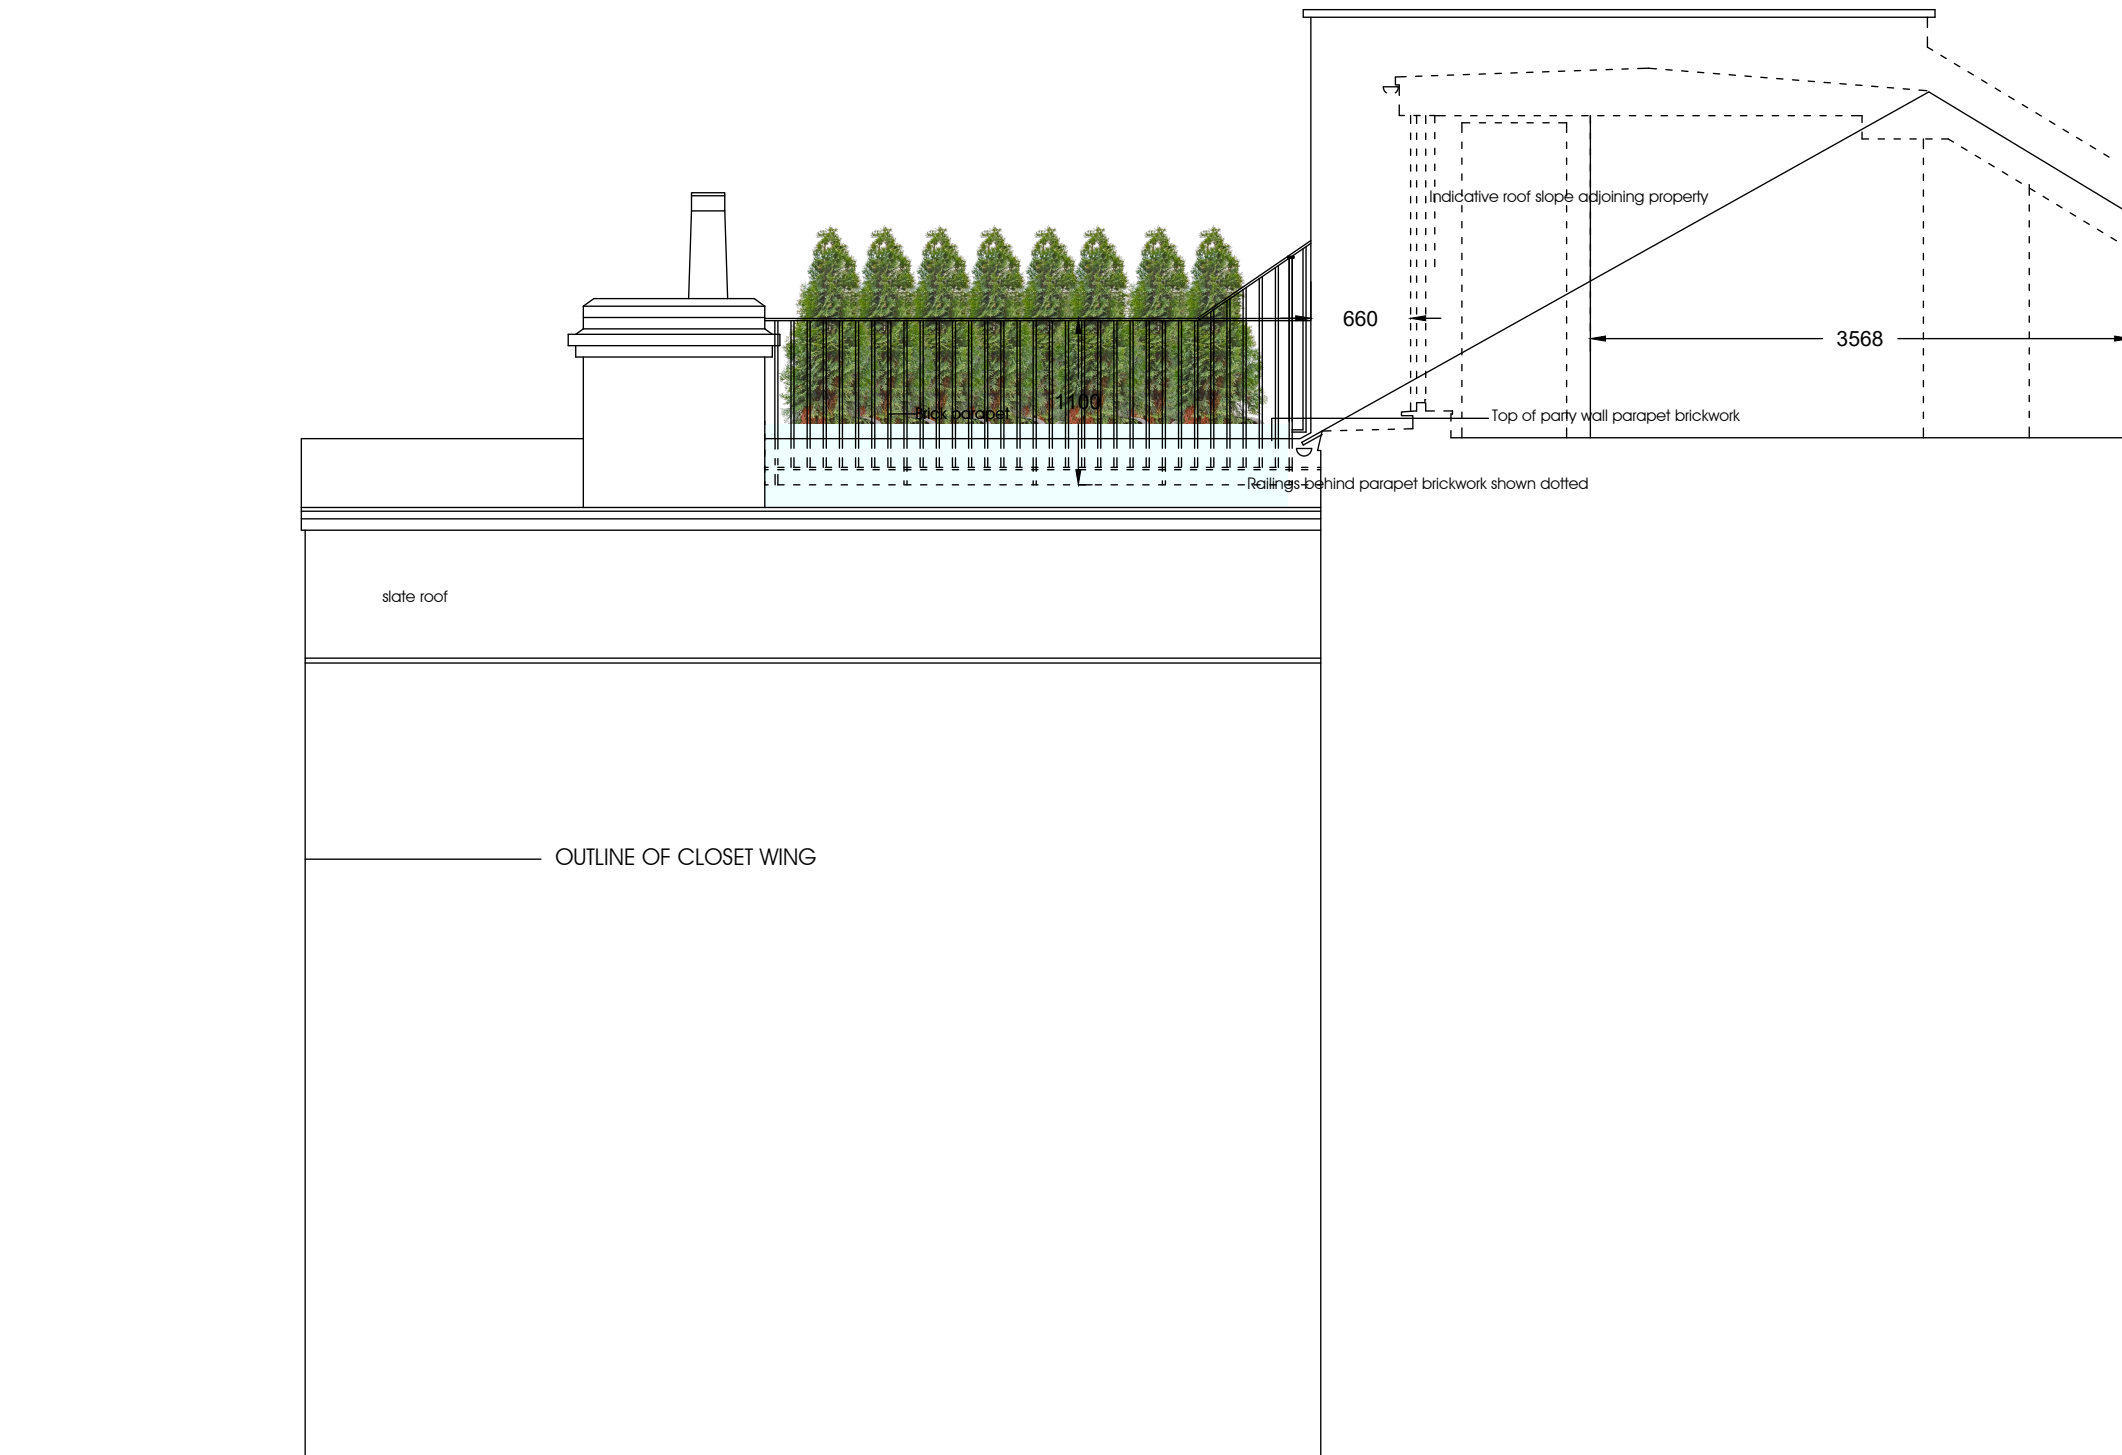 Indicative roof slope adjoining property
660
3568
1100
Brick parapet
Top of party wall parapet brickwork
Railings behind parapet brickwork shown dotted
slate roof
OUTLINE OF CLOSET WING